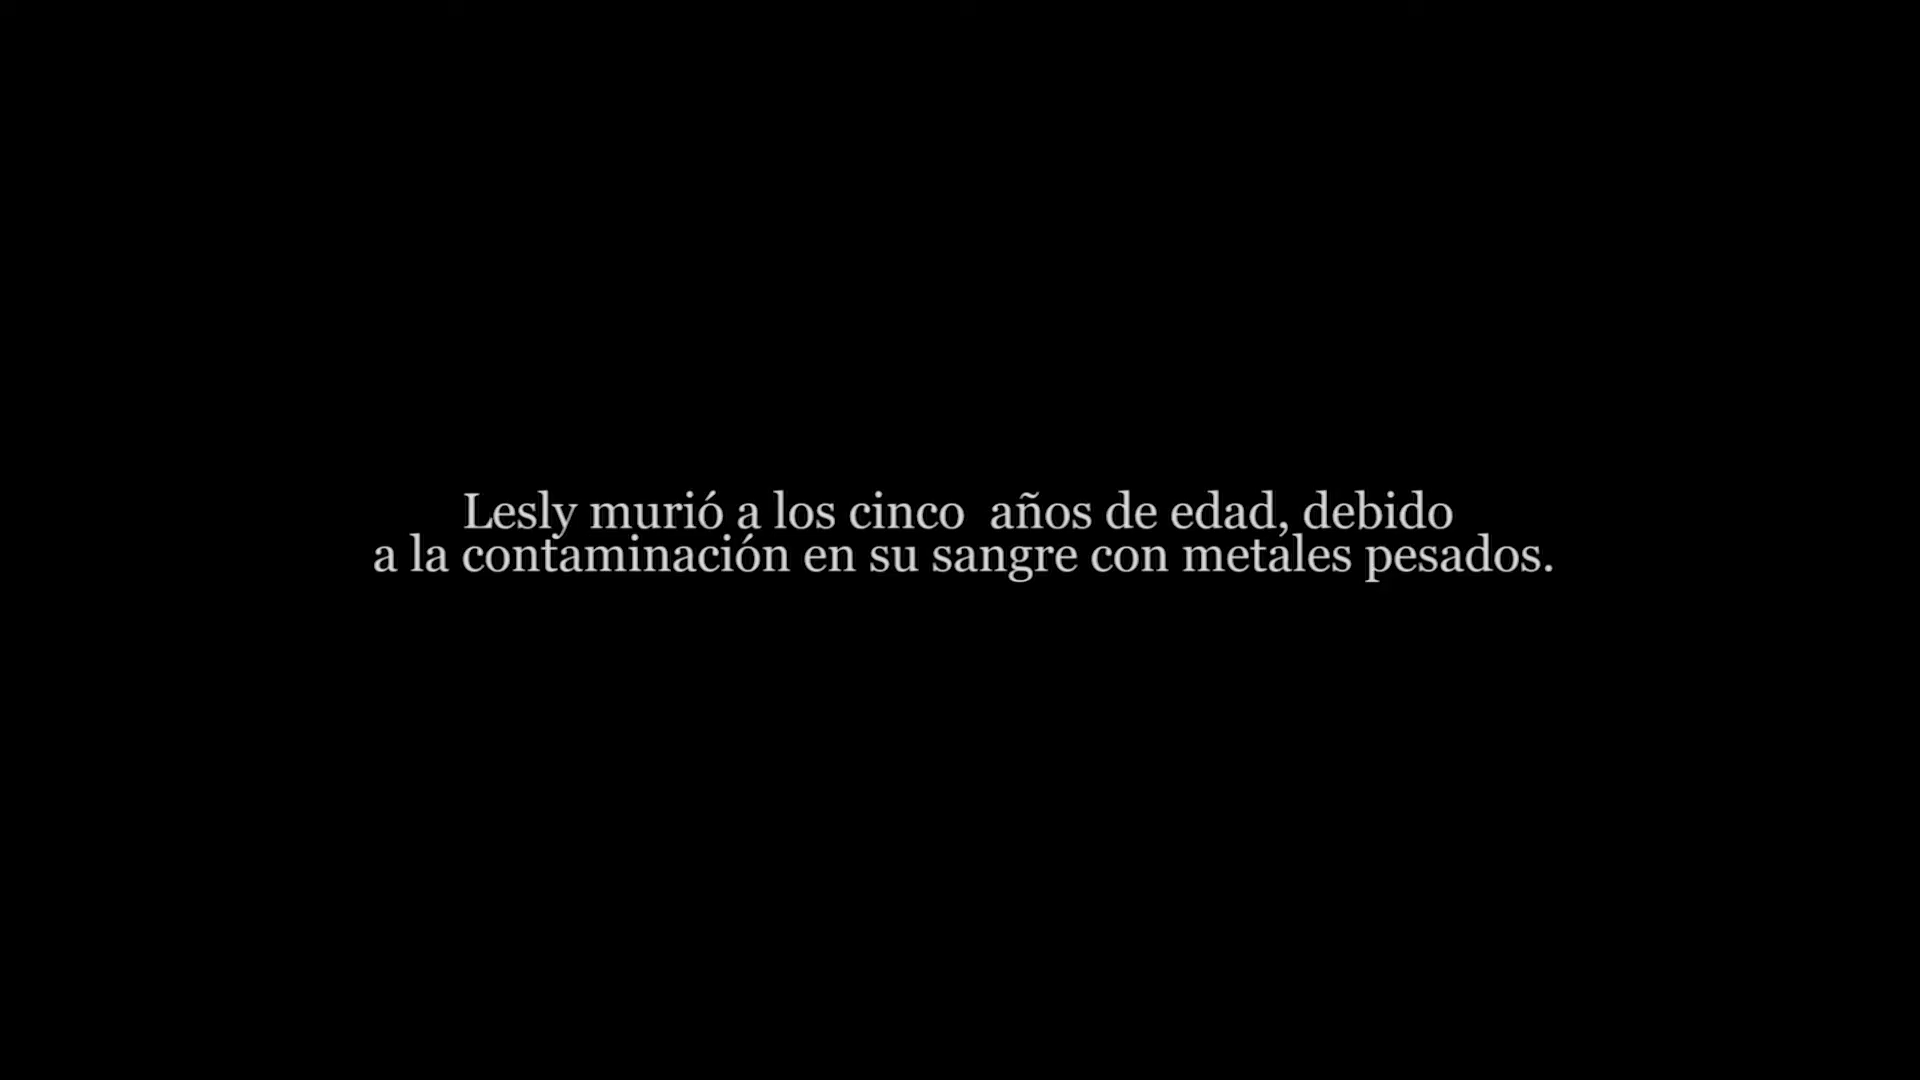 Lesly murió a los cinco  años de edad, debido
a la contaminación en su sangre con metales pesados.